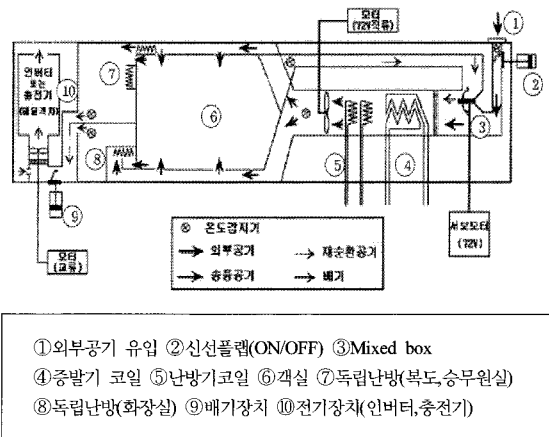 모터
(72V직류)
①
②
인버터
또는
충전기
(해당객차)
⑩
⑦
⑥
③
⑧
⑤
④
⑨
모터
(교류)
서보모터
(72V)
⊗ 온도감지기
외부공기
재순환공기
송풍공기
배기
①외부공기 유입 ②신선플랩(ON/OFF) ③Mixed box
④증발기 코일 ⑤난방기코일 ⑥객실 ⑦독립난방(복도,승무원실)
⑧독립난방(화장실) ⑨배기장치 ⑩전기장치(인버터,충전기)